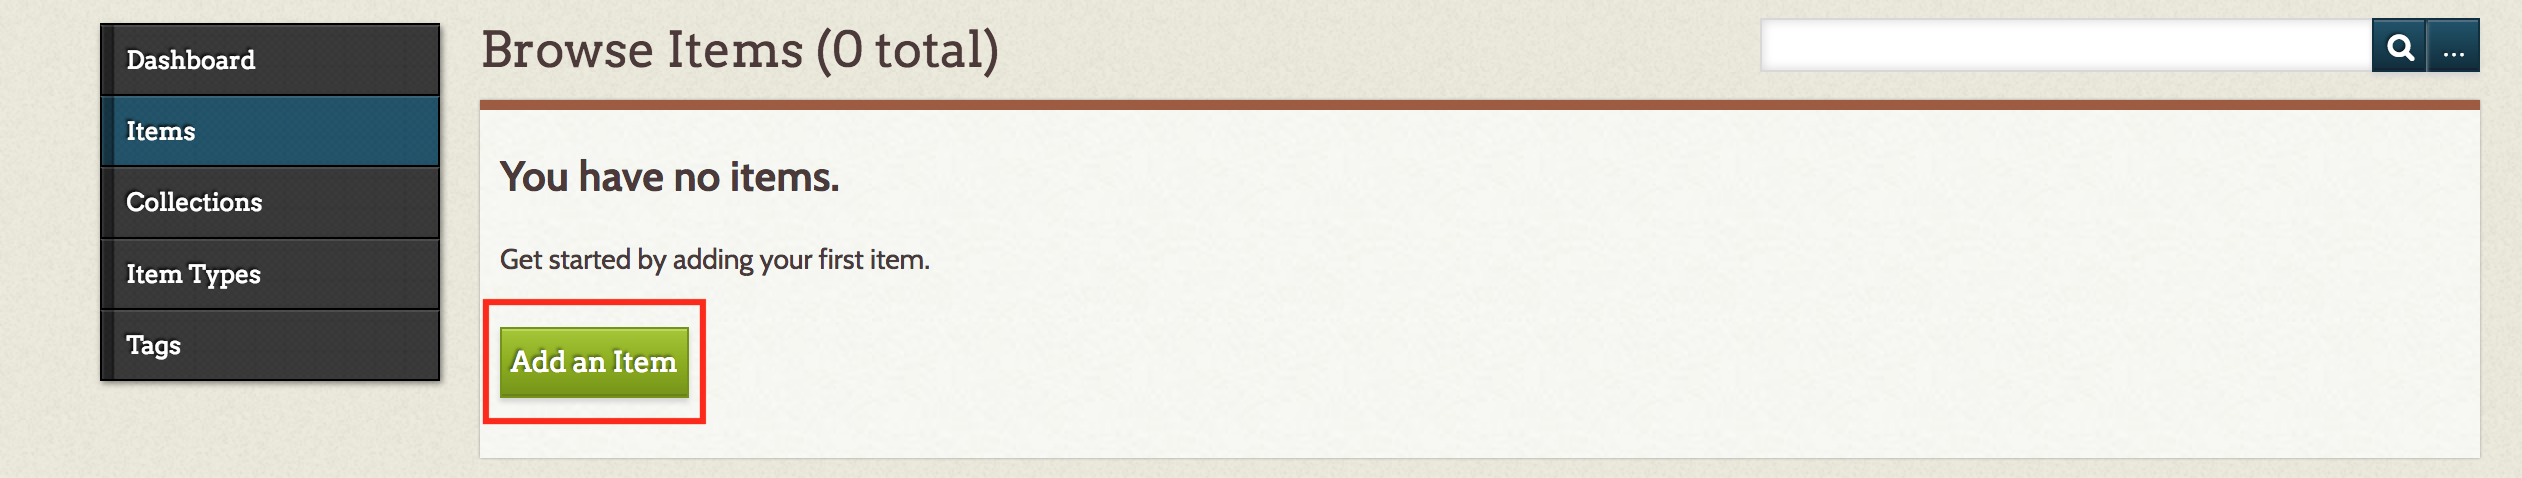 Dashboard
Items
Collections
Item Types
Tags
Browse Items (0 total)
...
You have no items.
Get started by adding your first item.
Add an Item